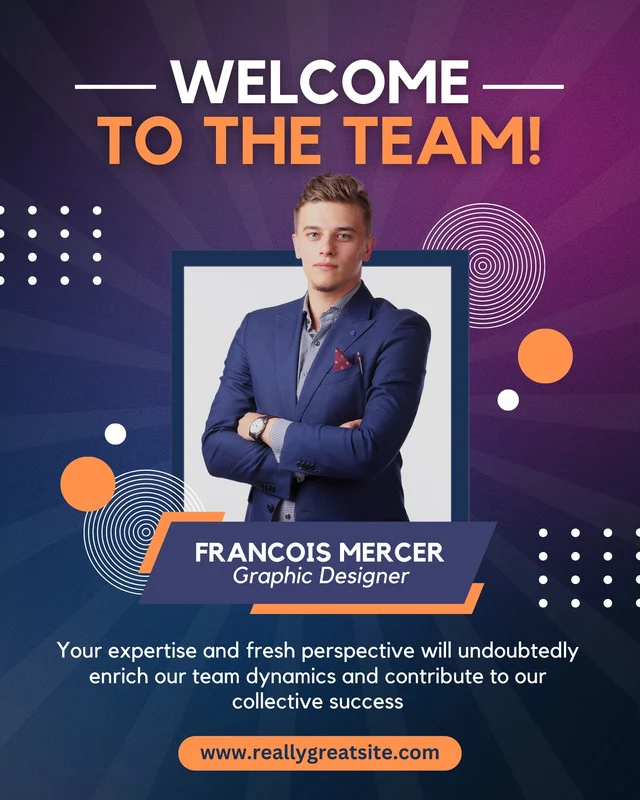 WELCOME
TO THE TEAM!
FRANCOIS MERCER
Graphic Designer
Your expertise and fresh perspective will undoubtedly
enrich our team dynamics and contribute to our
collective success
www.reallygreatsite.com